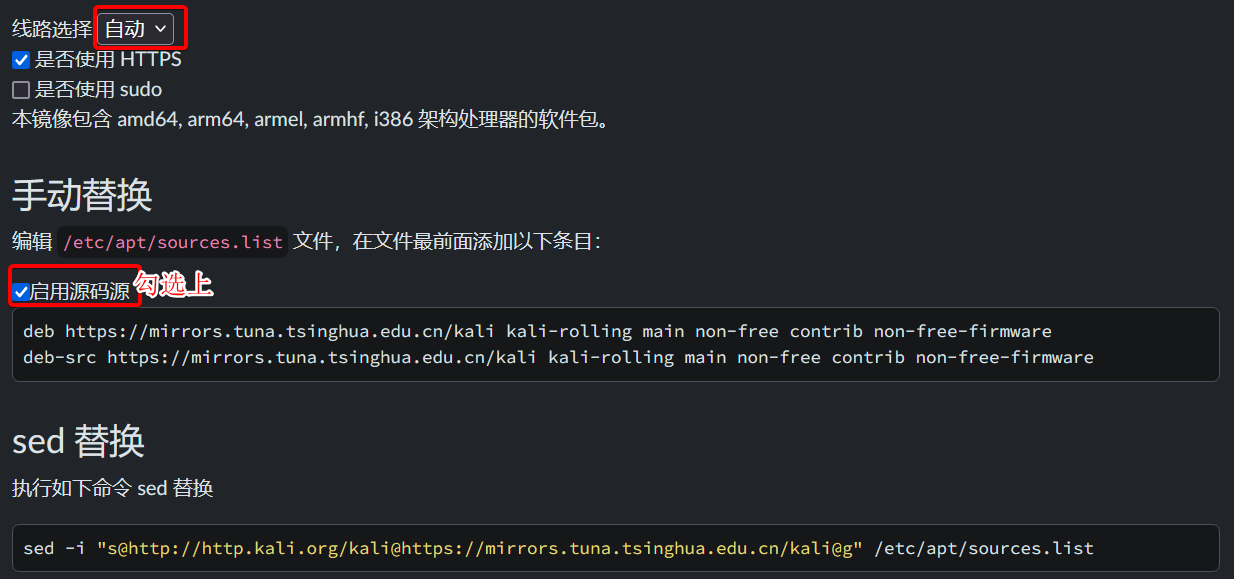 线路选择 自动
是否使用 HTTPS
是否使用 sudo
本镜像包含 amd64, arm64, armel, armhf, i386 架构处理器的软件包。
手动替换
编辑 /etc/apt/sources.list 文件，在文件最前面添加以下条目：
启用源码源 勾选上
deb https://mirrors.tuna.tsinghua.edu.cn/kali kali-rolling main non-free contrib non-free-firmware
deb-src https://mirrors.tuna.tsinghua.edu.cn/kali kali-rolling main non-free contrib non-free-firmware
sed 替换
执行如下命令 sed 替换
sed -i "s@http://http.kali.org/kali@https://mirrors.tuna.tsinghua.edu.cn/kali@g" /etc/apt/sources.list